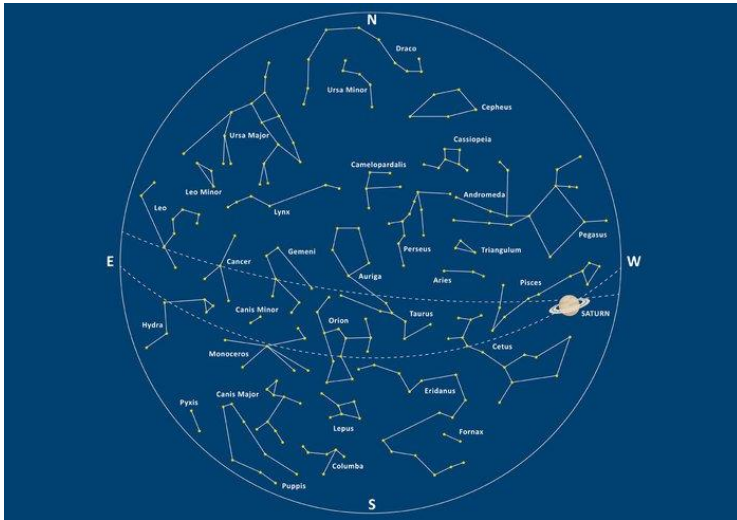 N
Draco
Ursa Minor
Cepheus
Ursa Major
Cassiopeia
Camelopardalis
Leo Minor
Andromeda
Leo
Lynx
Perseus
Triangulum
Pegasus
E
Cancer
Gemeni
W
Auriga
Aries
Pisces
Canis Minor
Taurus
SATURN
Hydra
Orion
Monoceros
Cetus
Canis Major
Eridanus
Pyxis
Lepus
Fornax
Columba
Puppis
S